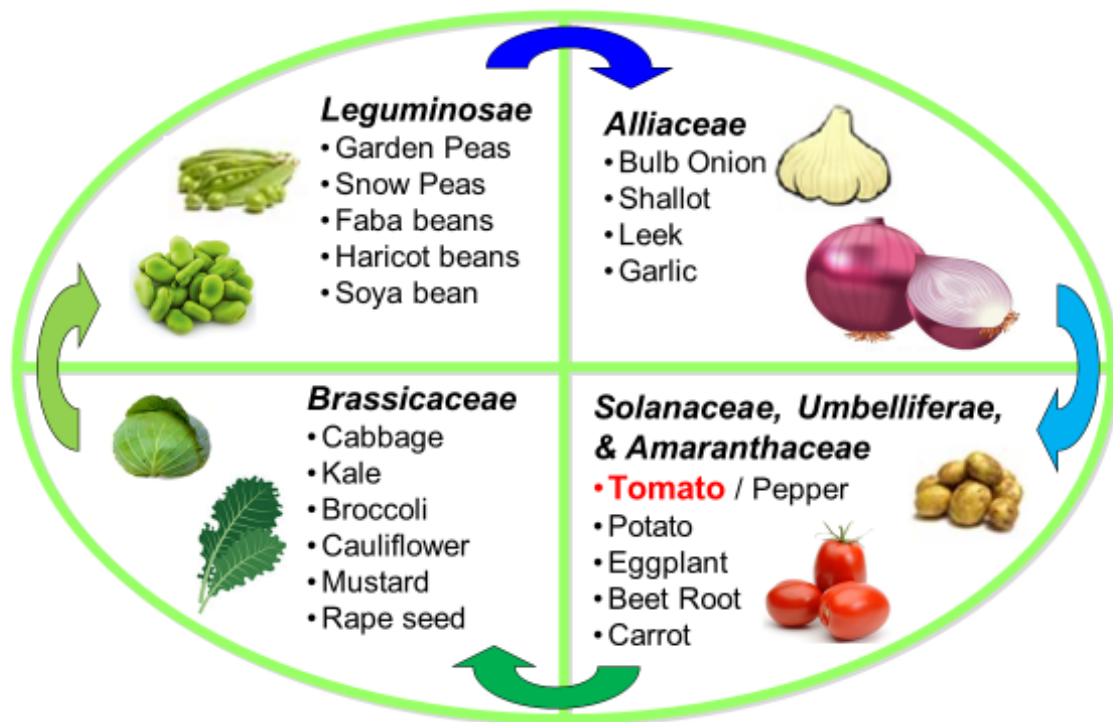 Leguminosae
• Garden Peas
• Snow Peas
• Faba beans
• Haricot beans
• Soya bean
Alliaceae
• Bulb Onion
• Shallot
• Leek
• Garlic
Brassicaceae
• Cabbage
• Kale
• Broccoli
• Cauliflower
• Mustard
• Rape seed
Solanaceae, Umbelliferae,
& Amaranthaceae
• Tomato / Pepper
• Potato
• Eggplant
• Beet Root
• Carrot